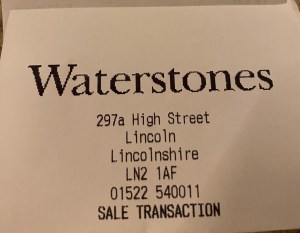 Waterstones
297a High Street
Lincoln
Lincolnshire
LN2 1AF
01522 540011
SALE TRANSACTION